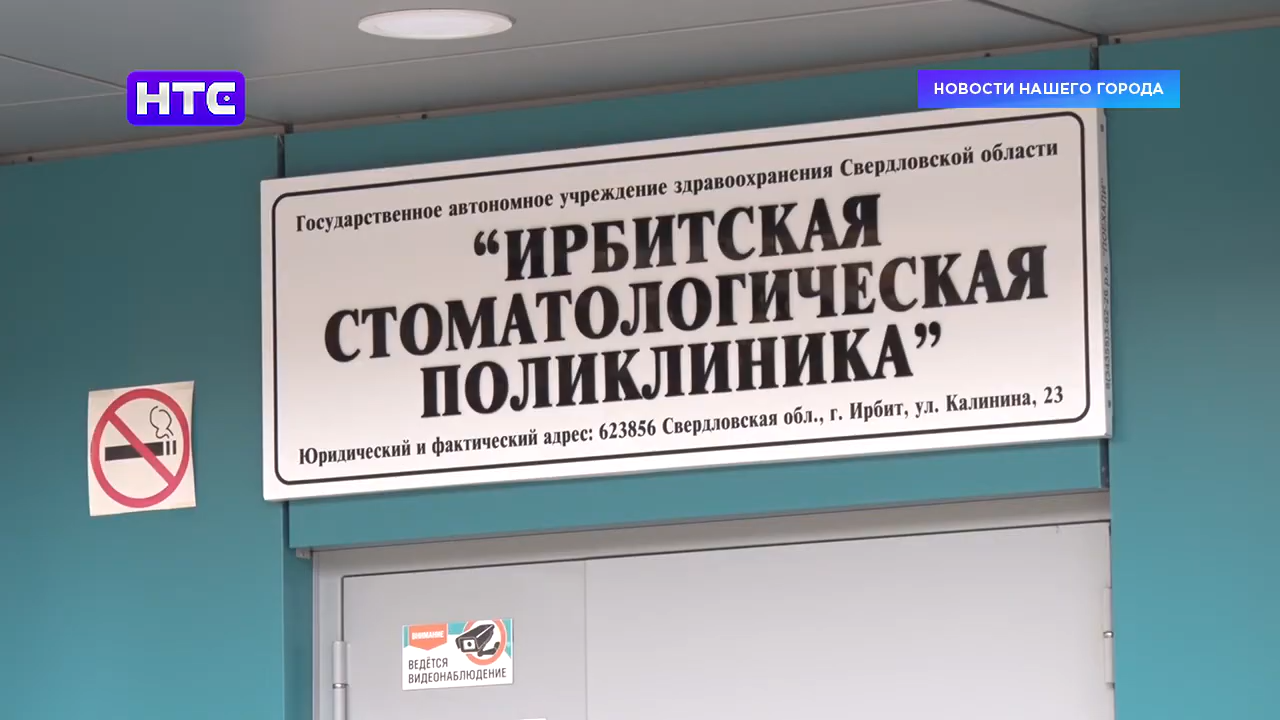 НТС
НОВОСТИ НАШЕГО ГОРОДА
Государственное автономное учреждение здравоохранения Свердловской области
“ИРБИТСКАЯ
СТОМАТОЛОГИЧЕСКАЯ
ПОЛИКЛИНИКА”
Юридический и фактический адрес: 623856 Свердловская обл., г. Ирбит, ул. Калинина, 23
ВНИМАНИЕ
ВЕДЁТСЯ
ВИДЕОНАБЛЮДЕНИЕ